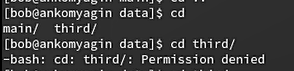 [bob@ankomyagin data]$ cd
main/ third/
[bob@ankomyagin data]$ cd third/
-bash: cd: third/: Permission denied